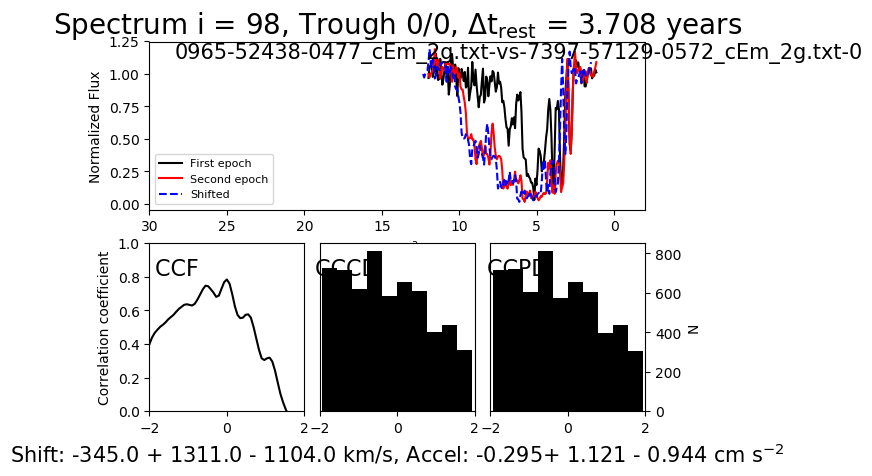 Spectrum i = 98, Trough 0/0, Δt_rest = 3.708 years
0965-52438-0477_cEm_2g.txt-vs-7397-57129-0572_cEm_2g.txt-0
Normalized Flux
1.25
1.00
0.75
0.50
0.25
0.00
First epoch
Second epoch
Shifted
30 25 20 15 10 5 0
Correlation coefficient
1.0
0.8
0.6
0.4
0.2
0.0
CCF
CCCD
CCPD
800
600
400
200
0
N
−2 0 2
−2 0 2
−2 0 2
Shift: -345.0 + 1311.0 - 1104.0 km/s, Accel: -0.295+ 1.121 - 0.944 cm s⁻²